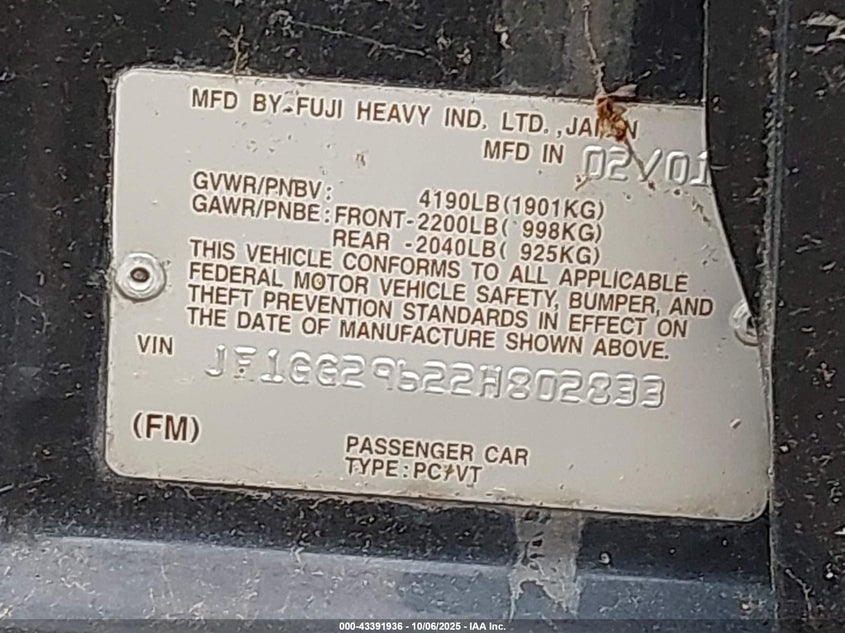 MFD BY FUJI HEAVY IND. LTD., JAPAN
MFD IN 02/01
GVWR/PNBV: 4190LB(1901KG)
GAWR/PNBE: FRONT-2200LB( 998KG)
REAR -2040LB( 925KG)
THIS VEHICLE CONFORMS TO ALL APPLICABLE
FEDERAL MOTOR VEHICLE SAFETY, BUMPER, AND
THEFT PREVENTION STANDARDS IN EFFECT ON
THE DATE OF MANUFACTURE SHOWN ABOVE.
VIN JF1GG29622H802833
(FM)
PASSENGER CAR
TYPE: PC/VT
000-43391936 - 10/06/2025 - IAA Inc.